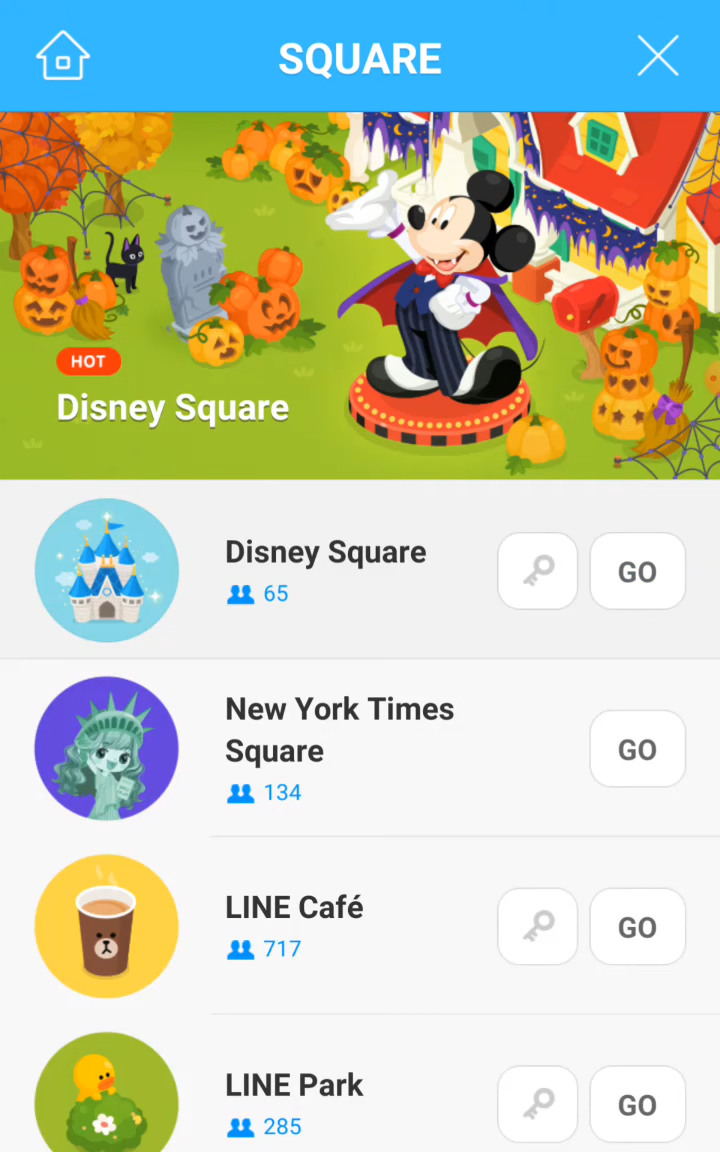 SQUARE
HOT
Disney Square
Disney Square
65
GO
New York Times
Square
134
GO
LINE Café
717
GO
LINE Park
285
GO